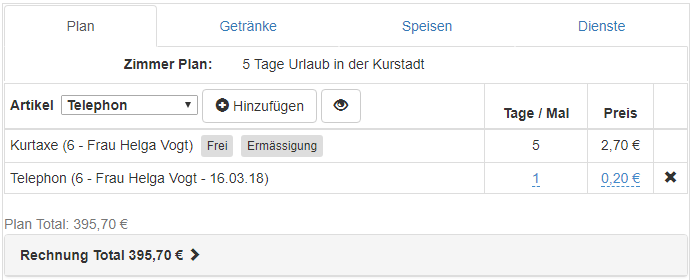 Plan Getränke Speisen Dienste
Zimmer Plan: 5 Tage Urlaub in der Kurstadt
Artikel Telephon Hinzufügen Tage / Mal Preis
Kurtaxe (6 - Frau Helga Vogt) Frei Ermässigung 5 2,70 €
Telephon (6 - Frau Helga Vogt - 16.03.18) 1 0,20 €
Plan Total: 395,70 €
Rechnung Total 395,70 €